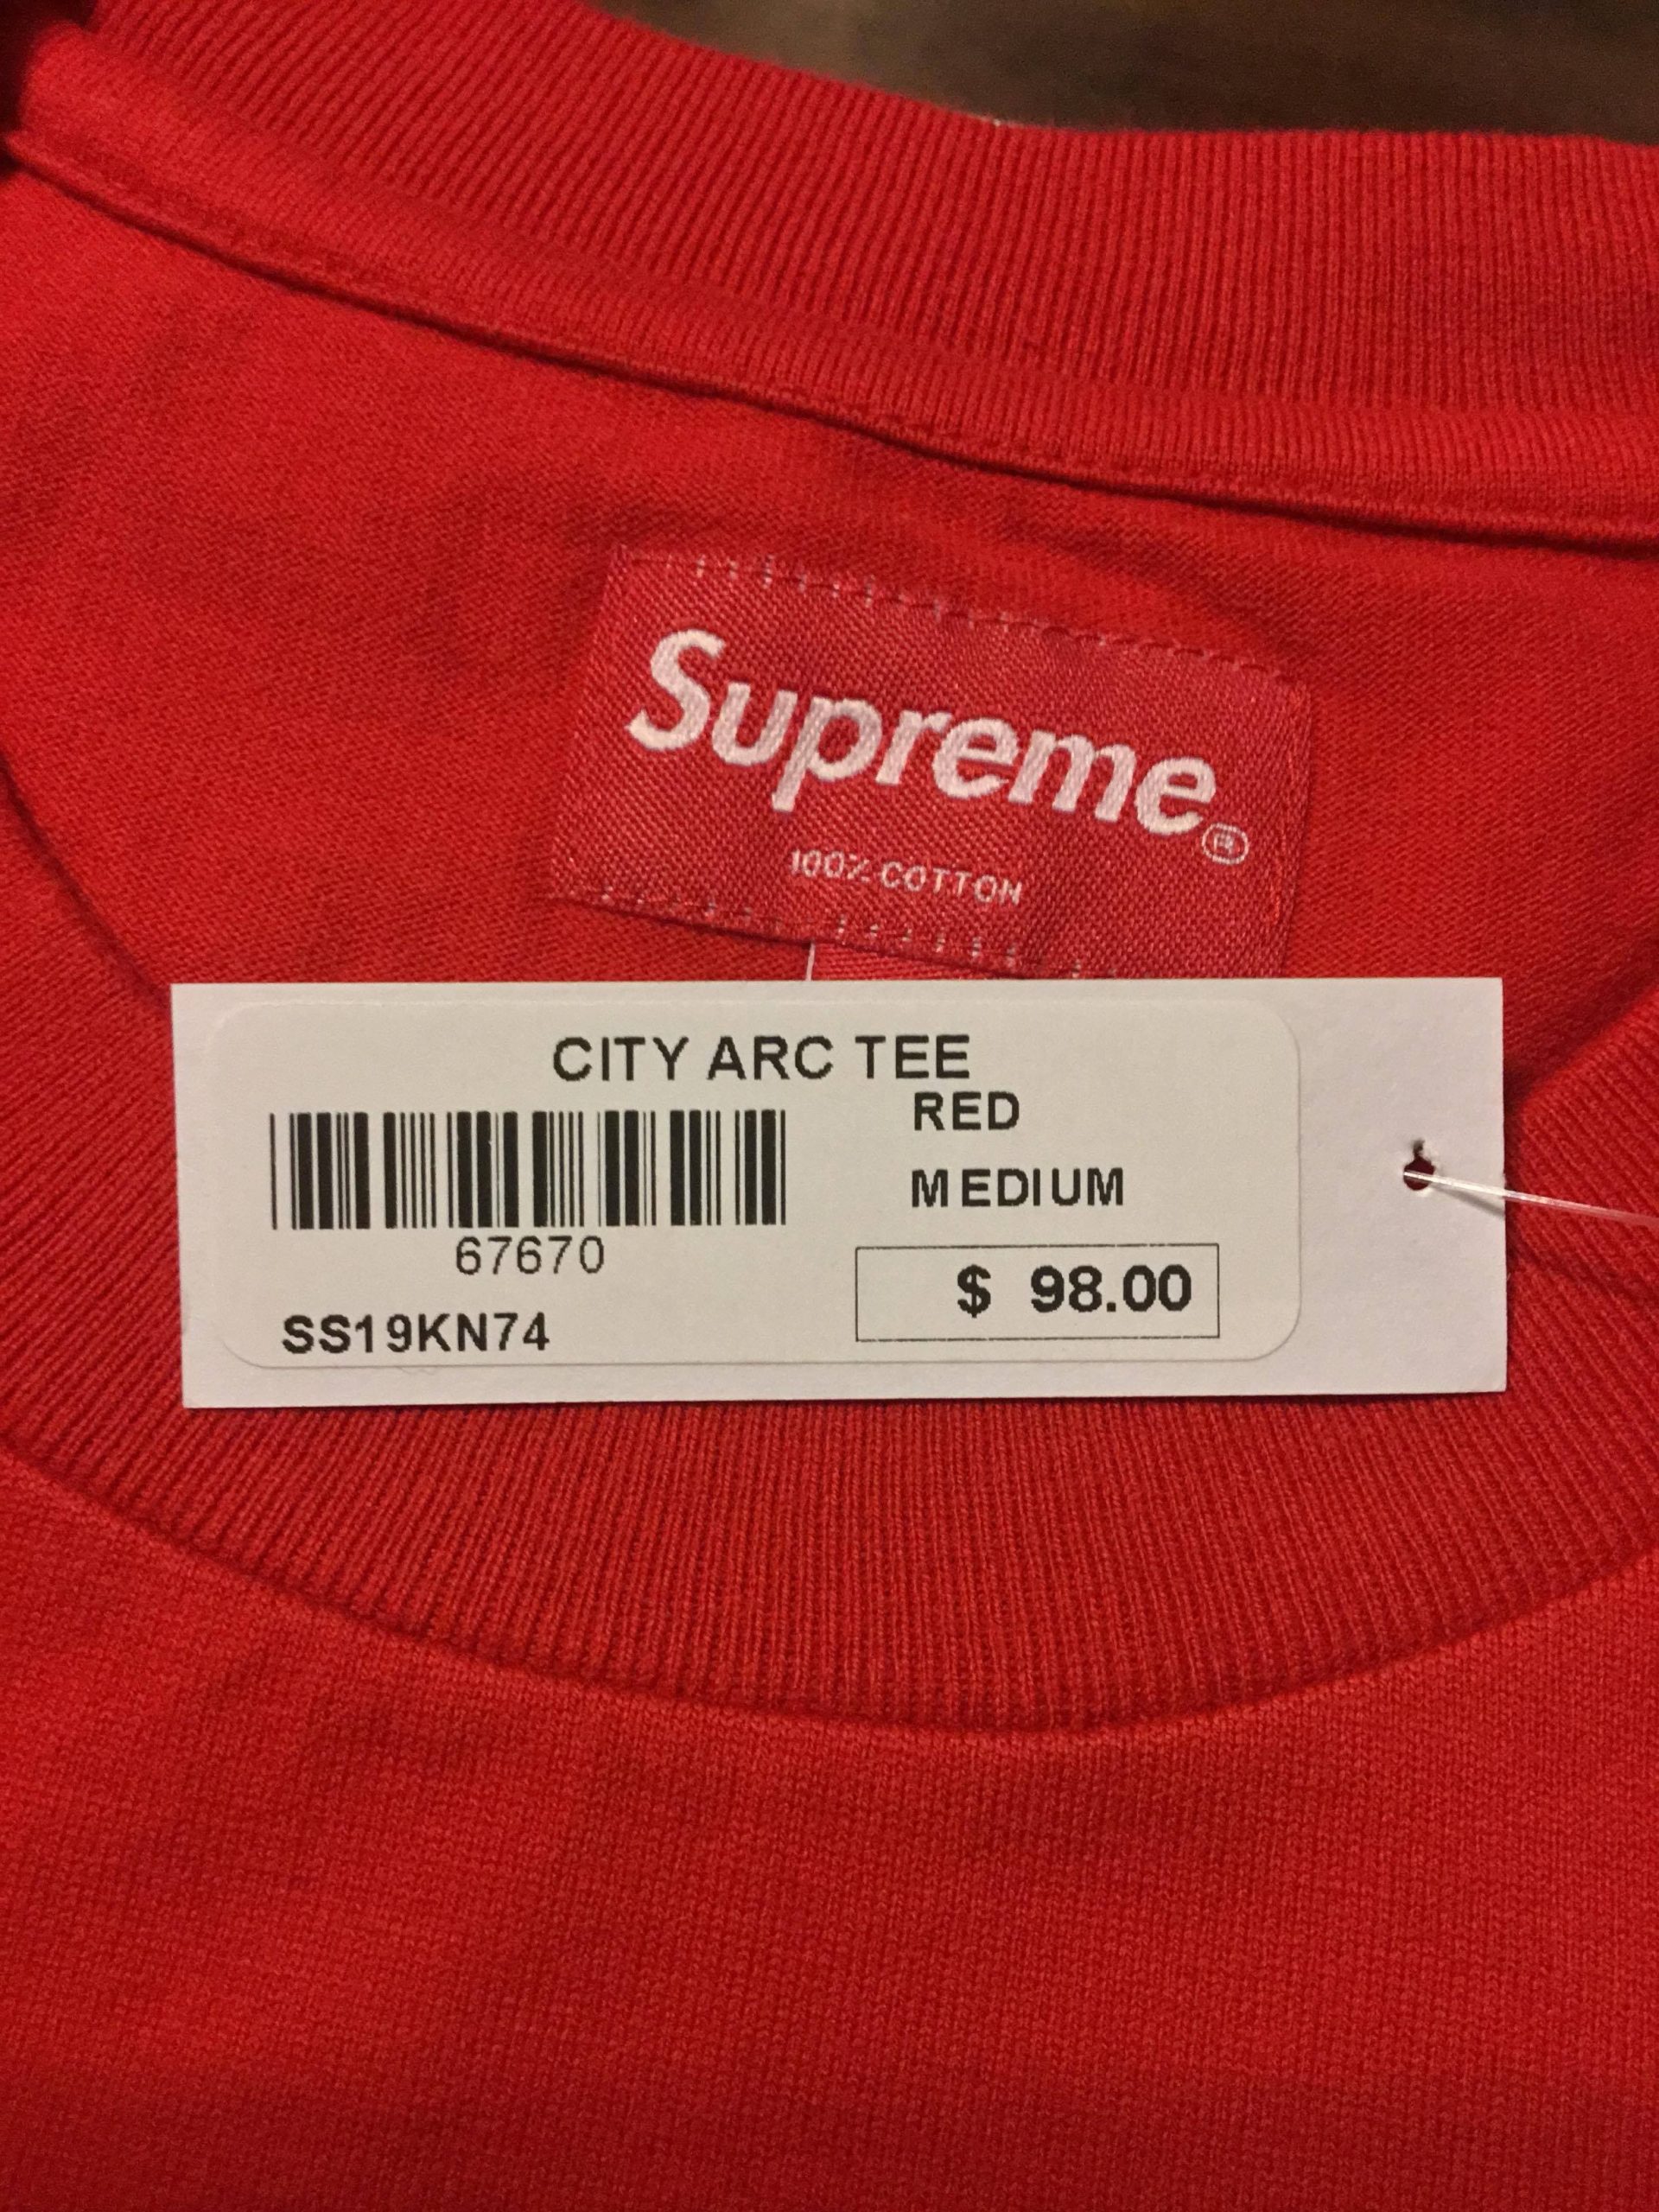 Supreme®
100% COTTON
CITY ARC TEE
RED
MEDIUM
67670
$ 98.00
SS19KN74